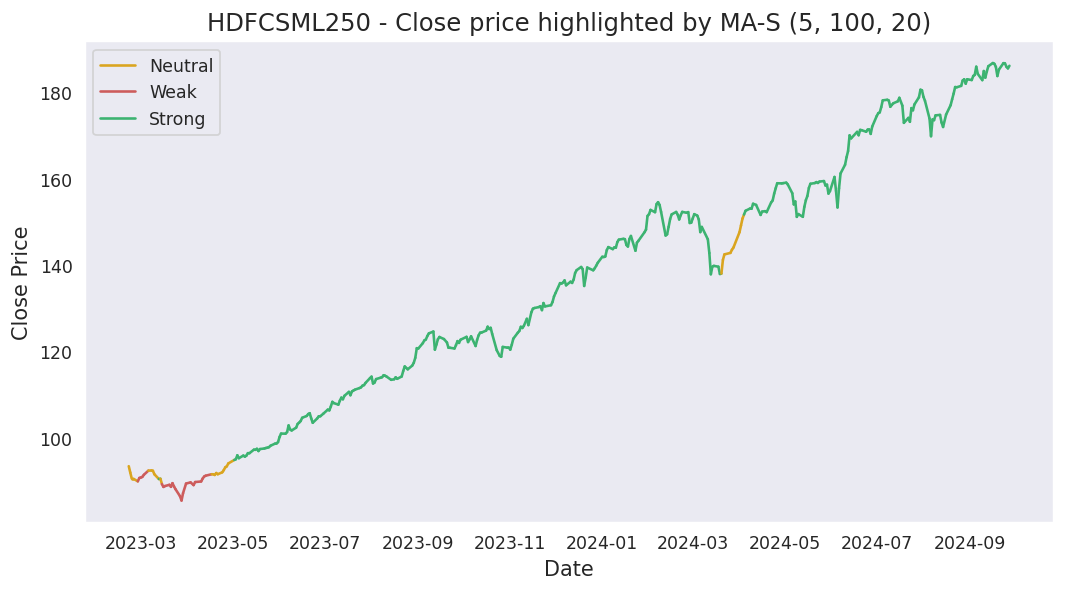 HDFCSML250 - Close price highlighted by MA-S (5, 100, 20)
Neutral
Weak
Strong
Close Price
180
160
140
120
100
2023-03 2023-05 2023-07 2023-09 2023-11 2024-01 2024-03 2024-05 2024-07 2024-09
Date